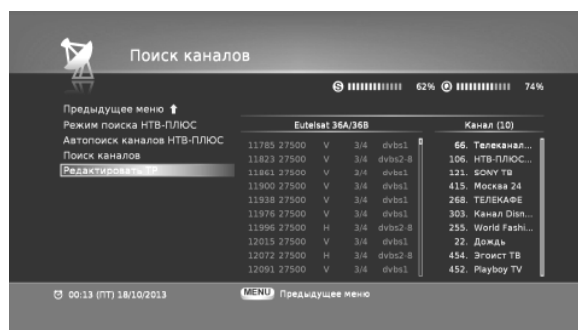 Поиск каналов
S 62% Q 74%
Предыдущее меню
Режим поиска НТВ-ПЛЮС
Автопоиск каналов НТВ-ПЛЮС
Поиск каналов
Редактировать ТР
Eutelsat 36A/36B
11785 27500 V 3/4 dvbs1
11823 27500 V 3/4 dvbs2-8
11861 27500 V 3/4 dvbs1
11900 27500 V 3/4 dvbs1
11938 27500 V 3/4 dvbs1
11976 27500 V 3/4 dvbs1
11996 27500 H 3/4 dvbs2-8
12015 27500 V 3/4 dvbs1
12072 27500 H 3/4 dvbs2-8
12091 27500 V 3/4 dvbs1
Канал (10)
66. Телеканал...
106. НТВ-ПЛЮС...
121. SONY ТВ
415. Москва 24
268. ТЕЛЕКАФЕ
303. Канал Disn...
255. World Fashi...
22. Дождь
454. Эгоист ТВ
452. Playboy TV
00:13 (ПТ) 18/10/2013
MENU Предыдущее меню